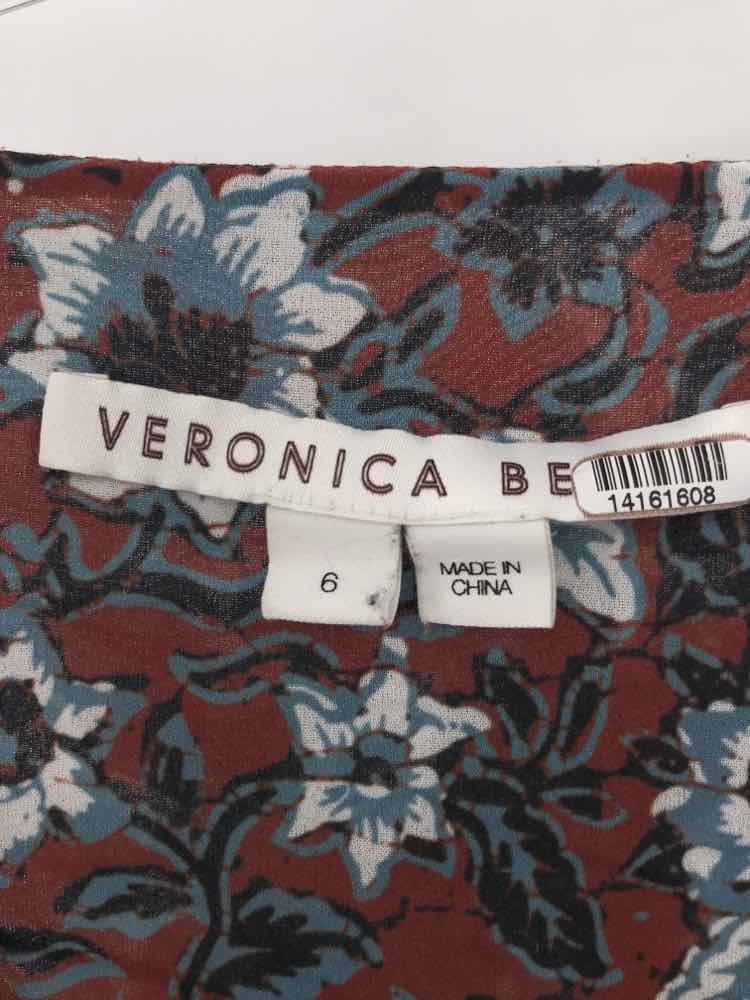 VERONICA BE
14161608
6
MADE IN
CHINA